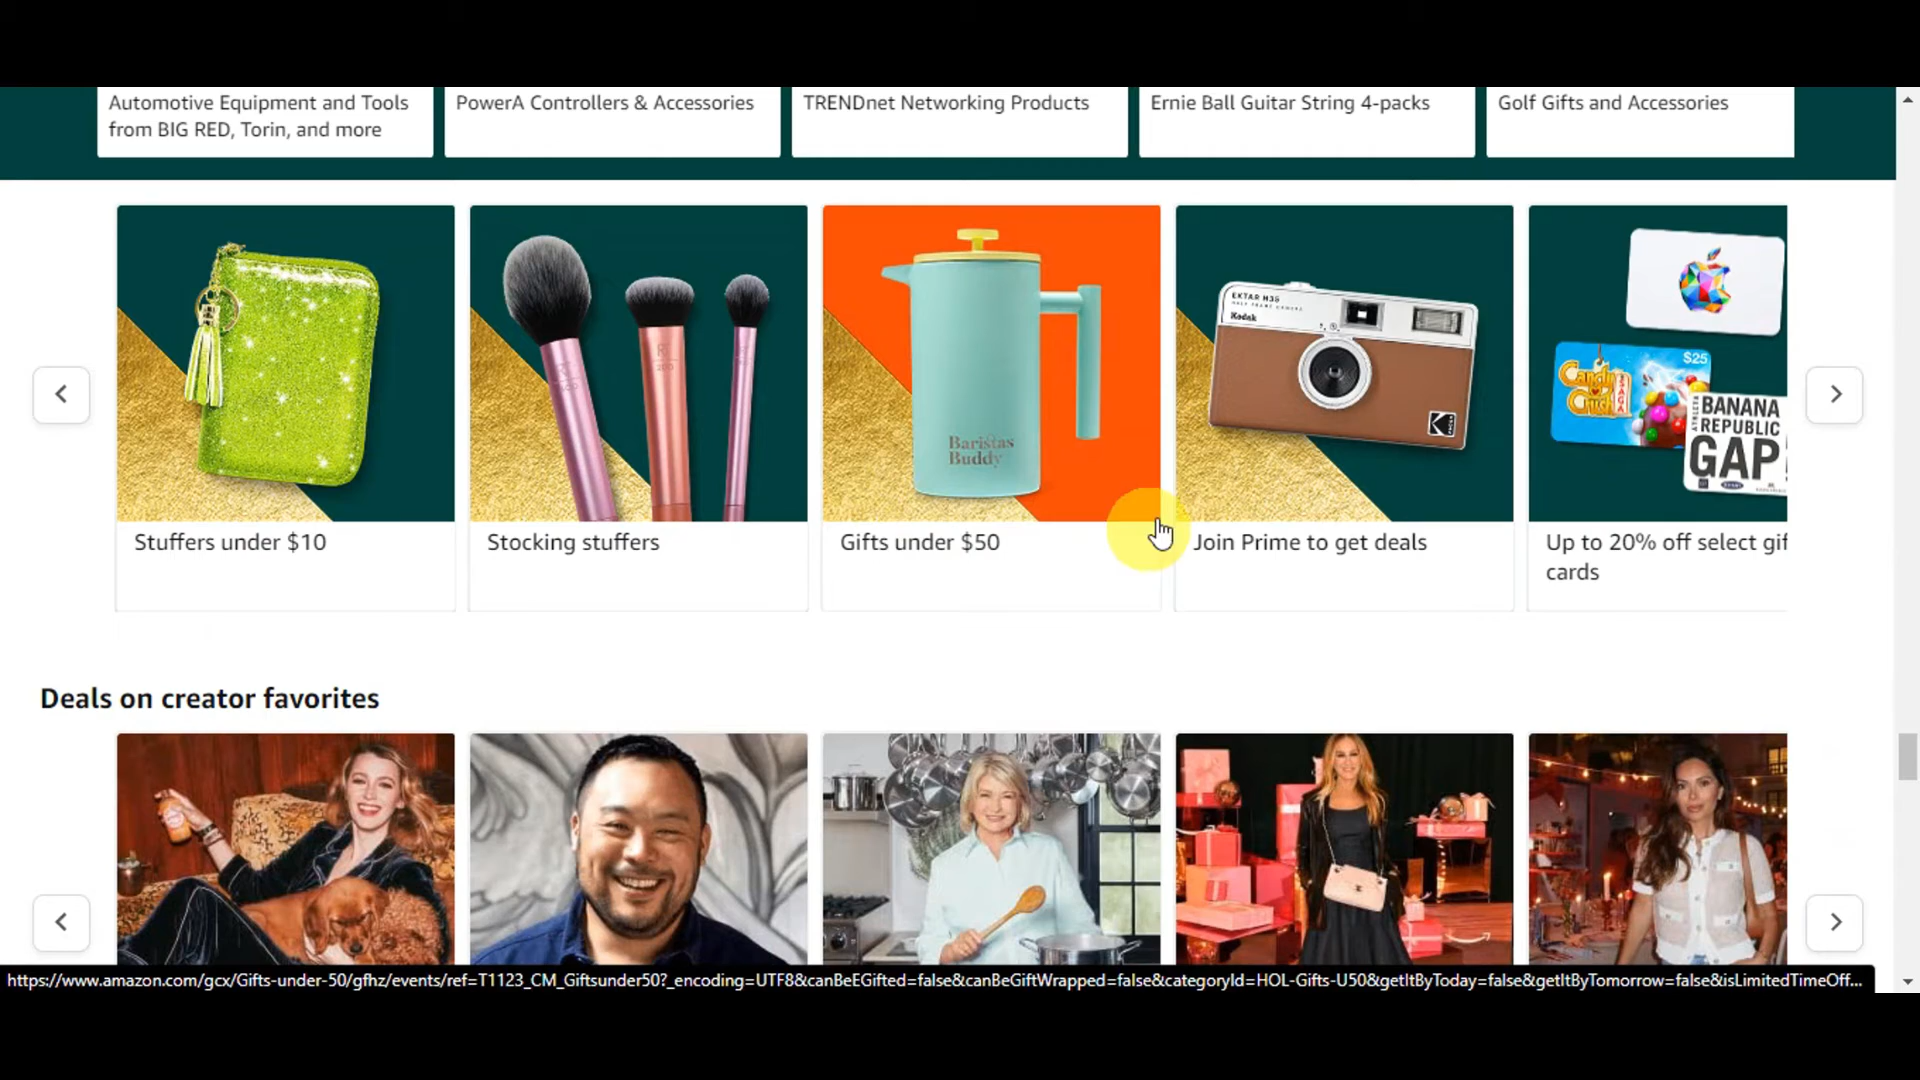 Automotive Equipment and Tools
from BIG RED, Torin, and more
PowerA Controllers & Accessories
TRENDnet Networking Products
Ernie Ball Guitar String 4-packs
Golf Gifts and Accessories
Baristas
Buddy
EKTAR H35
Kodak
$25
Candy
Crush
BANANA
REPUBLIC
GAP
Stuffers under $10
Stocking stuffers
Gifts under $50
Join Prime to get deals
Up to 20% off select gif
cards
Deals on creator favorites
https://www.amazon.com/gcx/Gifts-under-50/gfhz/events/ref=T1123_CM_Giftsunder50?_encoding=UTF8&canBeEGifted=false&canBeGiftWrapped=false&categoryId=HOL-Gifts-U50&getItByToday=false&getItByTomorrow=false&isLimitedTimeOff...